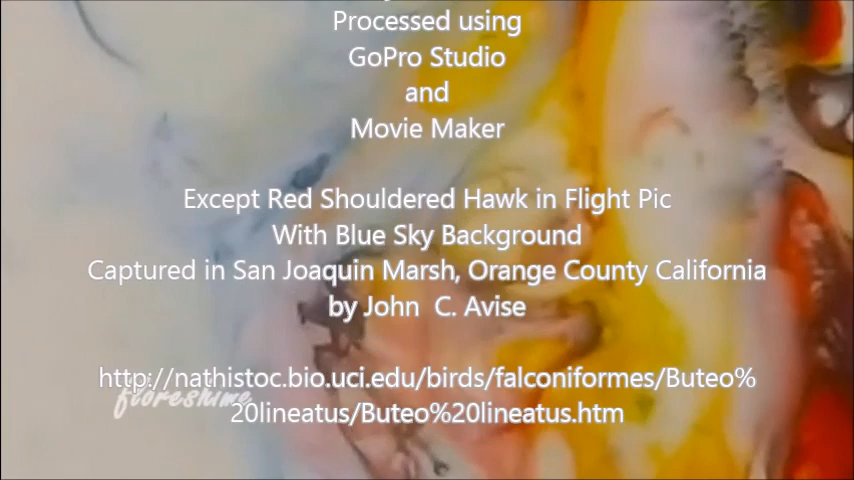 Processed using
GoPro Studio
and
Movie Maker
Except Red Shouldered Hawk in Flight Pic
With Blue Sky Background
Captured in San Joaquin Marsh, Orange County California
by John C. Avise
http://nathistoc.bio.uci.edu/birds/falconiformes/Buteo%
20lineatus/Buteo%20lineatus.htm
floreshime